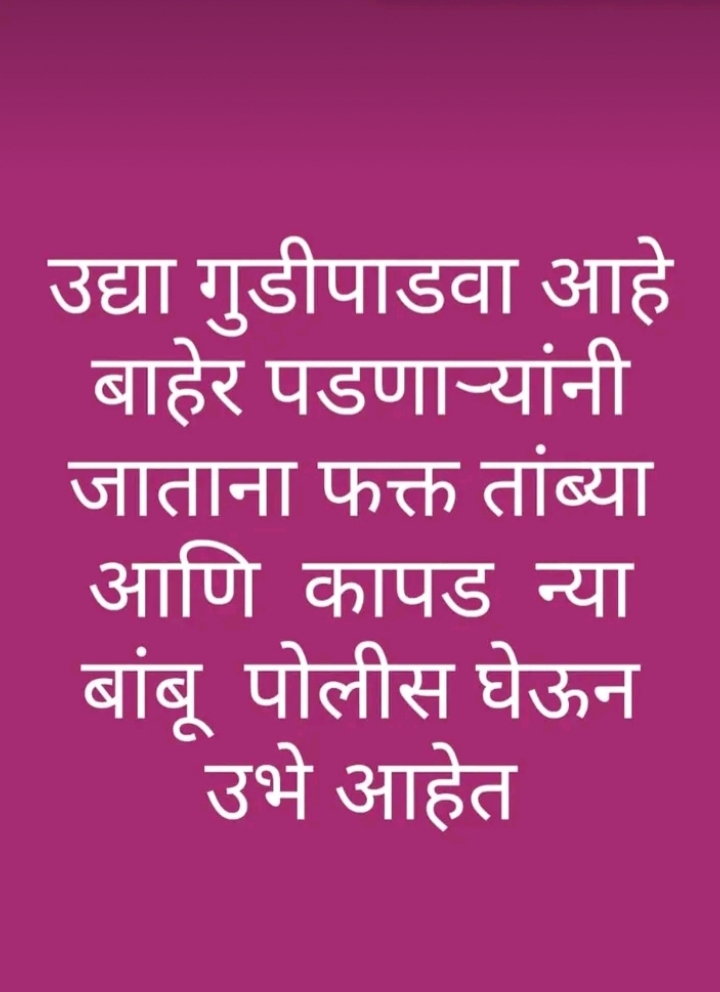 उद्या गुडीपाडवा आहे
बाहेर पडणाऱ्यांनी
जाताना फक्त तांब्या
आणि कापड न्या
बांबू पोलीस घेऊन
उभे आहेत